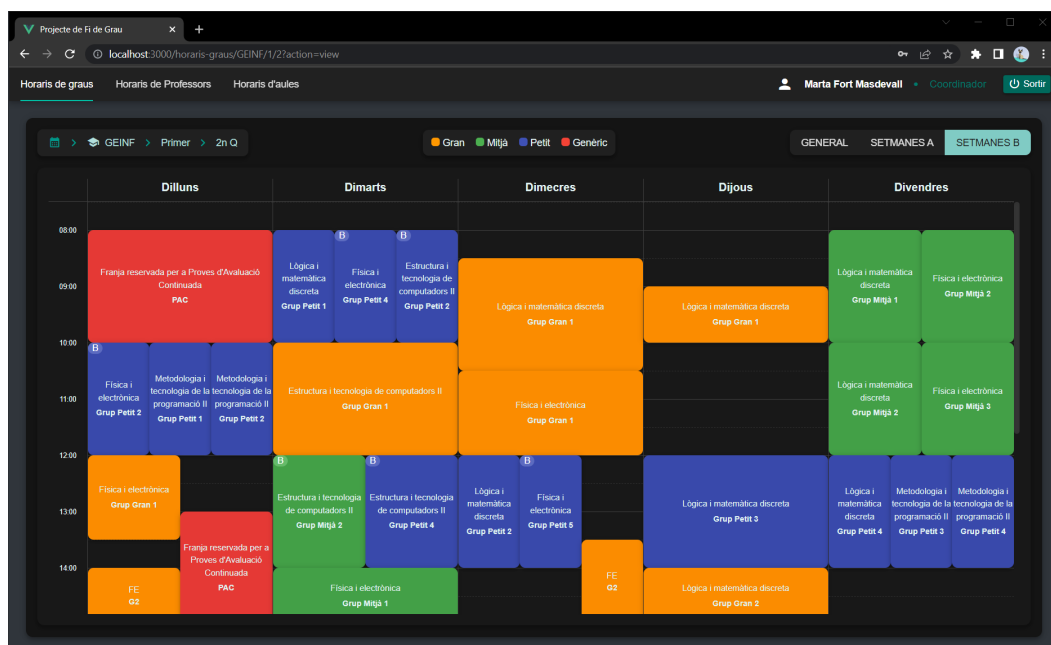 Projecte de Fi de Grau
localhost:3000/horaris-graus/GEINF/1/2?action=view
Horaris de graus
Horaris de Professors
Horaris d'aules
Marta Fort Masdevall • Coordinador
Sortir
GEINF > Primer > 2n Q
Gran
Mitjà
Petit
Genèric
GENERAL
SETMANES A
SETMANES B
Dilluns
Dimarts
Dimecres
Dijous
Divendres
08:00
09:00
10:00
11:00
12:00
13:00
14:00
Franja reservada per a Proves d'Avaluació
Continuada
PAC
B
Física i
electrònica
Grup Petit 2
Metodologia i
tecnologia de la
programació II
Grup Petit 1
Metodologia i
tecnologia de la
programació II
Grup Petit 2
Física i electrònica
Grup Gran 1
Franja reservada per a
Proves d'Avaluació
Continuada
PAC
FE
G2
Lògica i
matemàtica
discreta
Grup Petit 1
B
Física i
electrònica
Grup Petit 4
B
Estructura i
tecnologia de
computadors II
Grup Petit 2
Estructura i tecnologia de computadors II
Grup Gran 1
B
Estructura i tecnologia
de computadors II
Grup Mitjà 2
B
Estructura i tecnologia
de computadors II
Grup Petit 4
Física i electrònica
Grup Mitjà 1
Lògica i matemàtica discreta
Grup Gran 1
Física i electrònica
Grup Gran 1
Lògica i
matemàtica
discreta
Grup Petit 2
B
Física i
electrònica
Grup Petit 5
FE
G2
Lògica i matemàtica discreta
Grup Gran 1
Lògica i matemàtica discreta
Grup Petit 3
Lògica i matemàtica discreta
Grup Gran 2
Lògica i matemàtica
discreta
Grup Mitjà 1
Física i electrònica
Grup Mitjà 2
Lògica i matemàtica
discreta
Grup Mitjà 2
Física i electrònica
Grup Mitjà 3
Lògica i
matemàtica
discreta
Grup Petit 4
Metodologia i
tecnologia de la
programació II
Grup Petit 3
Metodologia i
tecnologia de la
programació II
Grup Petit 4